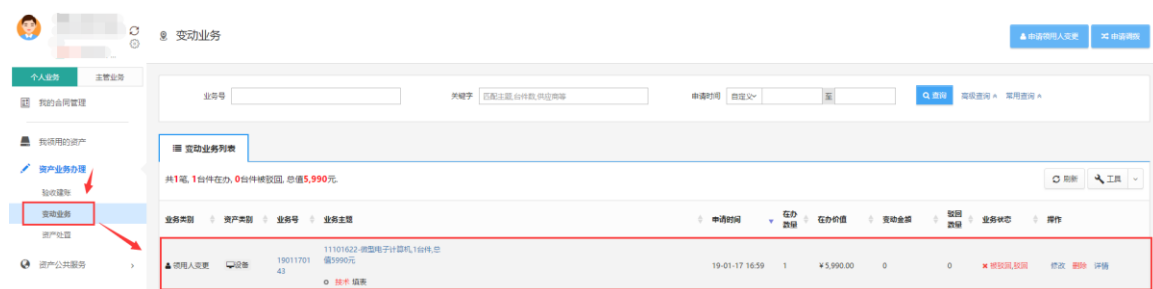 变动业务
申请领用人变更 申请调拨
个人业务 主管业务
我的合同管理
业务号 关键字 匹配主题,台件数,供应商等 申请时间 自定义 至 查询 高级查询 常用查询
我领用的资产
资产业务办理
验收建账
变动业务
资产处置
资产公共服务
变动业务列表
共1笔, 1台件在办, 0台件被驳回, 总值5,990元.
刷新 工具
业务类别 资产类别 业务号 业务主题 申请时间 在办数量 在办价值 变动金额 驳回数量 业务状态 操作
领用人变更 设备 1901170143 11101622-微型电子计算机,1台件,总值5990元 19-01-17 16:59 1 ¥5,990.00 0 0 被驳回,驳回 修改 删除 详情
技术 填表